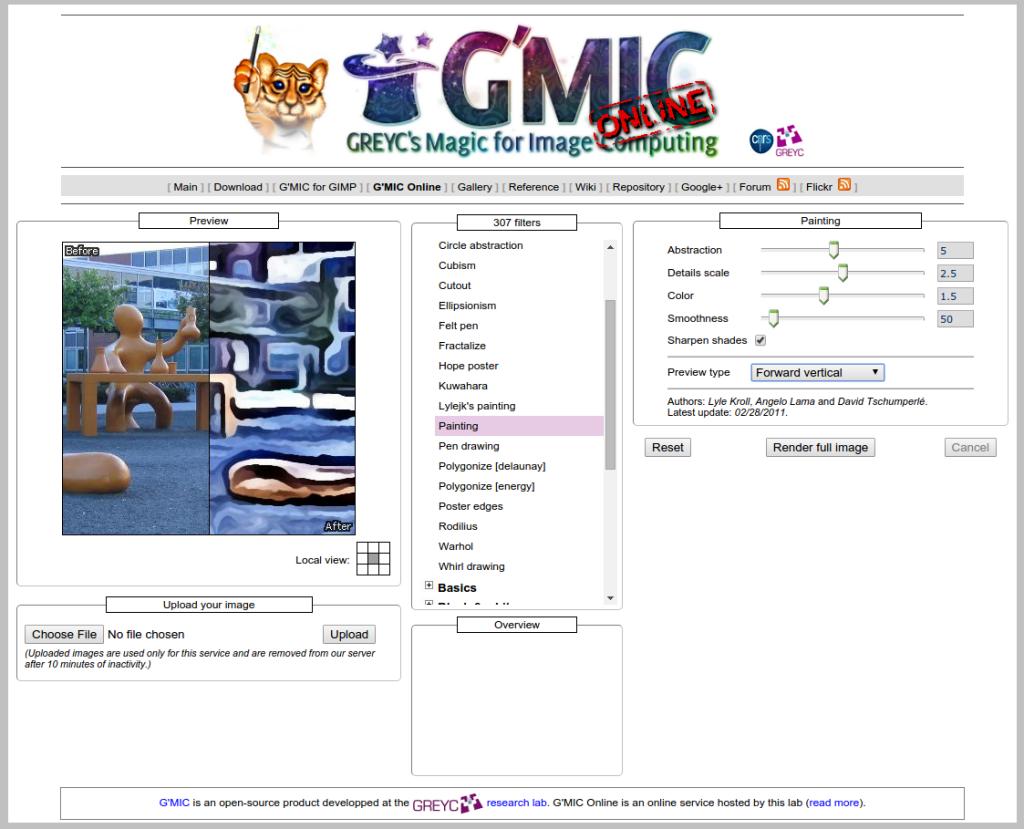 G'MIC
ONLINE
GREYC's Magic for Image Computing
cnrs GREYC
[ Main ] [ Download ] [ G'MIC for GIMP ] [ G'MIC Online ] [ Gallery ] [ Reference ] [ Wiki ] [ Repository ] [ Google+ ] [ Forum ] [ Flickr ]
Preview
Before
After
Local view:
Upload your image
Choose File No file chosen
Upload
(Uploaded images are used only for this service and are removed from our server
after 10 minutes of inactivity.)
307 filters
Circle abstraction
Cubism
Cutout
Ellipsionism
Felt pen
Fractalize
Hope poster
Kuwahara
Lylejk's painting
Painting
Pen drawing
Polygonize [delaunay]
Polygonize [energy]
Poster edges
Rodilius
Warhol
Whirl drawing
Basics
Overview
Painting
Abstraction 5
Details scale 2.5
Color 1.5
Smoothness 50
Sharpen shades
Preview type Forward vertical
Authors: Lyle Kroll, Angelo Lama and David Tschumperlé.
Latest update: 02/28/2011.
Reset
Render full image
Cancel
G'MIC is an open-source product developped at the GREYC research lab. G'MIC Online is an online service hosted by this lab (read more).